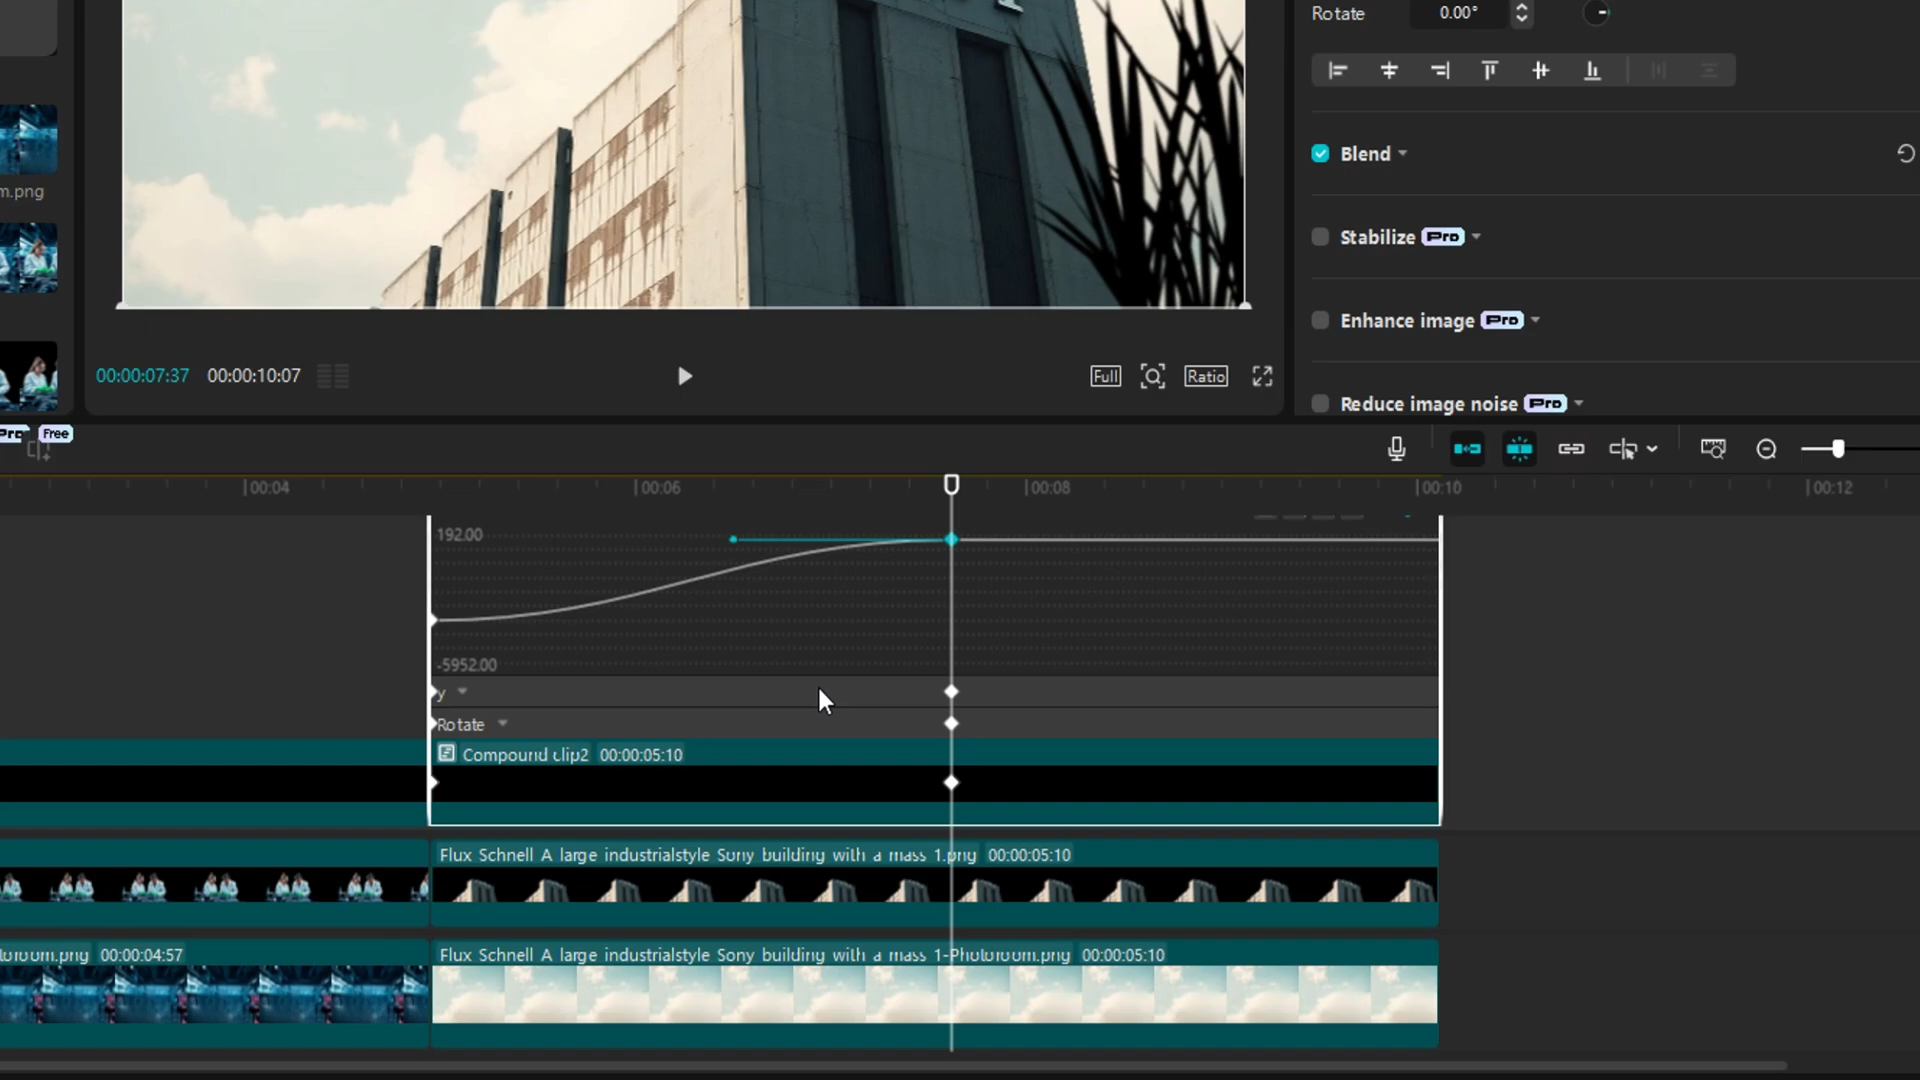 Rotate 0.00°
Blend
m.png
Stabilize Pro
Enhance image Pro
00:00:07:37 00:00:10:07
Full Ratio
Reduce image noise Pro
Pro Free
00:04 00:06 00:08 00:10 00:12
192.00
-5952.00
y
Rotate
Compound clip2 00:00:05:10
Flux Schnell A large industrialstyle Sony building with a mass 1.png 00:00:05:10
toroom.png 00:00:04:57
Flux Schnell A large industrialstyle Sony building with a mass 1-Photoroom.png 00:00:05:10